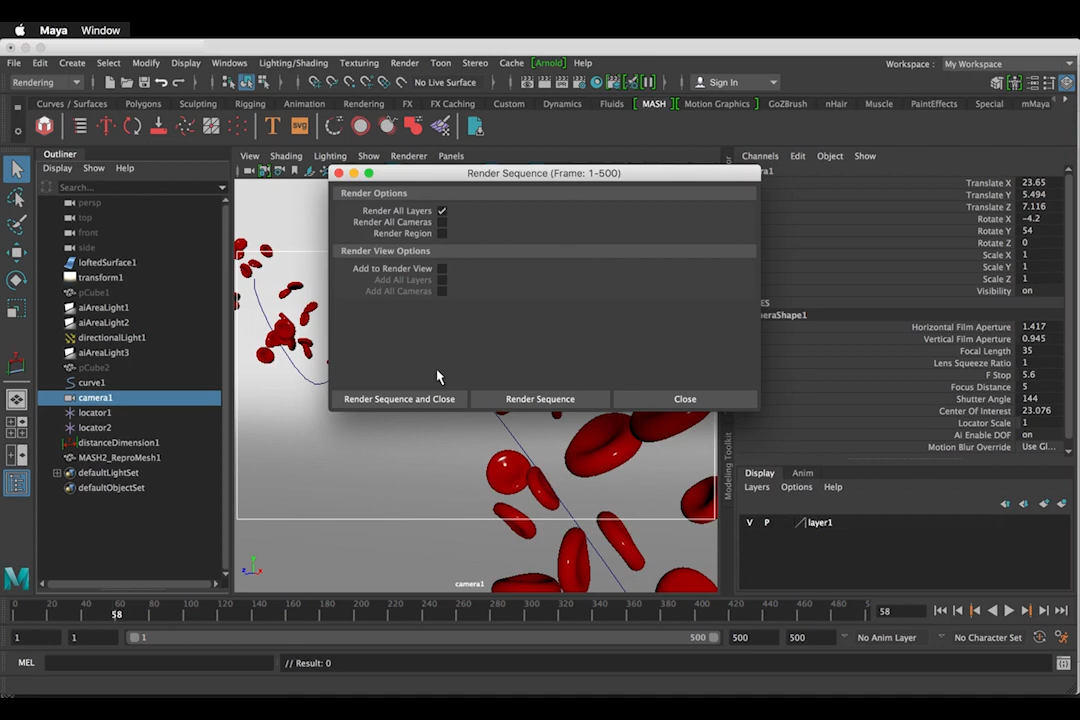 Maya Window
File Edit Create Select Modify Display Windows Lighting/Shading Texturing Render Toon Stereo Cache [Arnold] Help Workspace : My Workspace
Rendering No Live Surface Sign In
Curves / Surfaces Polygons Sculpting Rigging Animation Rendering FX FX Caching Custom Dynamics Fluids MASH Motion Graphics GoZBrush nHair Muscle PaintEffects Special mMaya
T SVG
Outliner
Display Show Help
Search...
persp
top
front
side
loftedSurface1
transform1
pCube1
aiAreaLight1
aiAreaLight2
directionalLight1
aiAreaLight3
pCube2
curve1
camera1
locator1
locator2
distanceDimension1
MASH2_ReproMesh1
defaultLightSet
defaultObjectSet
View Shading Lighting Show Renderer Panels
Render Sequence (Frame: 1-500)
Render Options
Render All Layers
Render All Cameras
Render Region
Render View Options
Add to Render View
Add All Layers
Add All Cameras
Render Sequence and Close Render Sequence Close
camera1
Modeling Toolkit
Channels Edit Object Show
Translate X 23.65
Translate Y 5.494
Translate Z 7.116
Rotate X -4.2
Rotate Y 54
Rotate Z 0
Scale X 1
Scale Y 1
Scale Z 1
Visibility on
Horizontal Film Aperture 1.417
Vertical Film Aperture 0.945
Focal Length 35
Lens Squeeze Ratio 1
F Stop 5.6
Focus Distance 5
Shutter Angle 144
Center Of Interest 23.076
Locator Scale 1
Ai Enable DOF on
Motion Blur Override Use Gl...
Display Anim
Layers Options Help
V P layer1
0 20 40 60 80 100 120 140 160 180 200 220 240 260 280 300 320 340 360 380 400 420 440 460 480 5
58 58
1 1 1 500 500 500 No Anim Layer No Character Set
MEL // Result: 0